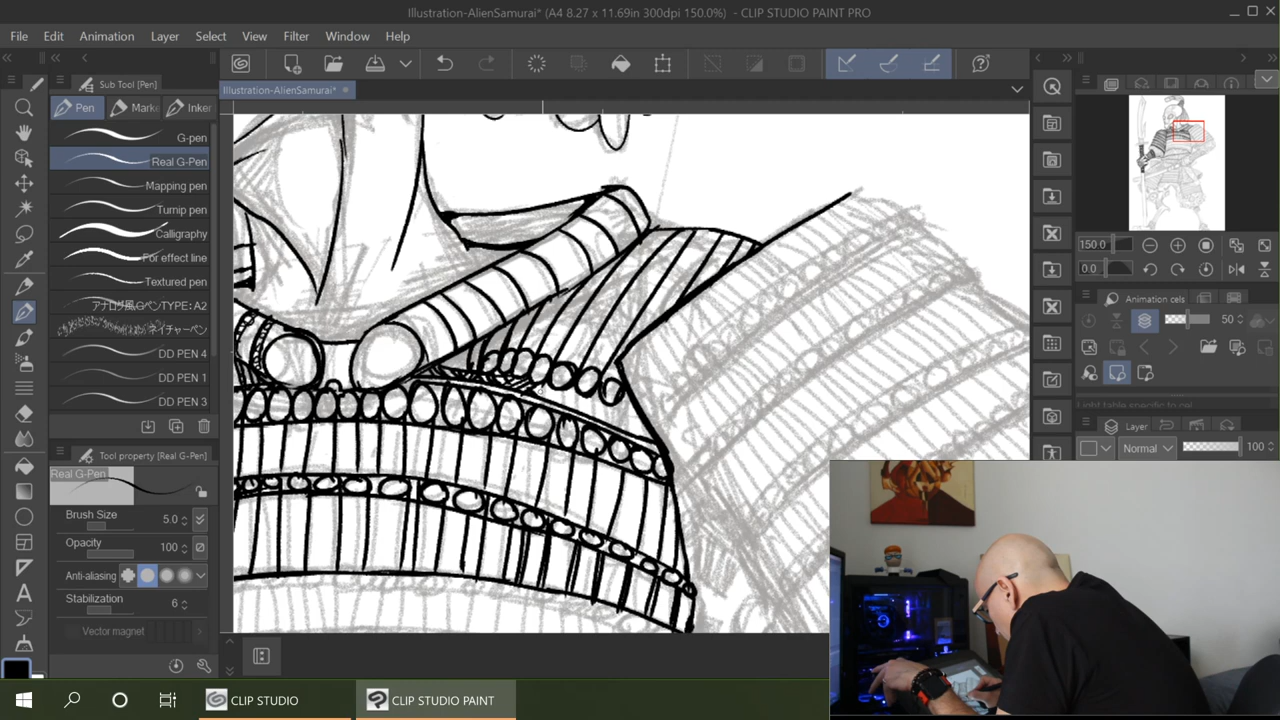 Illustration-AlienSamurai* (A4 8.27 x 11.69in 300dpi 150.0%) - CLIP STUDIO PAINT PRO
File Edit Animation Layer Select View Filter Window Help
Sub Tool [Pen]
Illustration-AlienSamurai*
Pen Marke Inker
G-pen
Real G-Pen
Mapping pen
Turnip pen
Calligraphy
For effect line
Textured pen
アナログ風GペンTYPE: A2
DD PEN 4
DD PEN 1
DD PEN 3
Tool property [Real G-Pen]
Real G-Pen
Brush Size 5.0
Opacity 100
Anti-aliasing
Stabilization 6
Vector magnet
150.0
0.0
Animation cels
50
Light table specific to cel
Layer
Normal 100
CLIP STUDIO
CLIP STUDIO PAINT